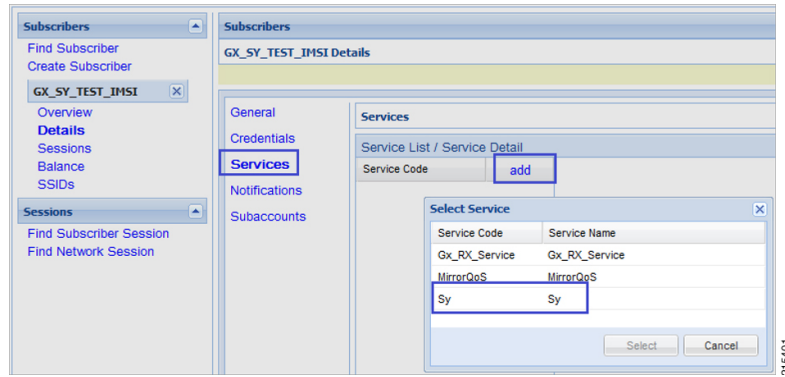 Subscribers
Find Subscriber
Create Subscriber
GX_SY_TEST_IMSI
Overview
Details
Sessions
Balance
SSIDs
Sessions
Find Subscriber Session
Find Network Session
Subscribers
GX_SY_TEST_IMSI Details
General
Credentials
Services
Notifications
Subaccounts
Services
Service List / Service Detail
Service Code add
Select Service
Service Code Service Name
Gx_RX_Service Gx_RX_Service
MirrorQoS MirrorQoS
Sy Sy
Select Cancel